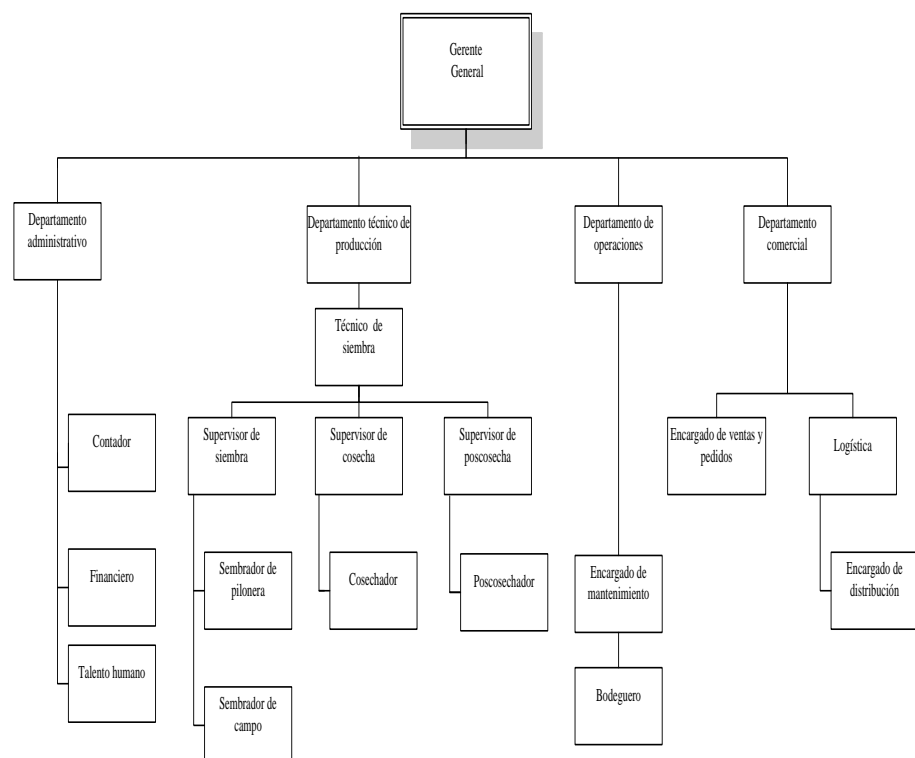 Gerente
General
Departamento
administrativo
Departamento técnico de
producción
Departamento de
operaciones
Departamento
comercial
Técnico de
siembra
Contador
Supervisor de
siembra
Supervisor de
cosecha
Supervisor de
poscosecha
Encargado de ventas y
pedidos
Logística
Financiero
Sembrador de
pilonera
Cosechador
Poscosechador
Encargado de
mantenimiento
Encargado de
distribución
Talento humano
Sembrador de
campo
Bodeguero